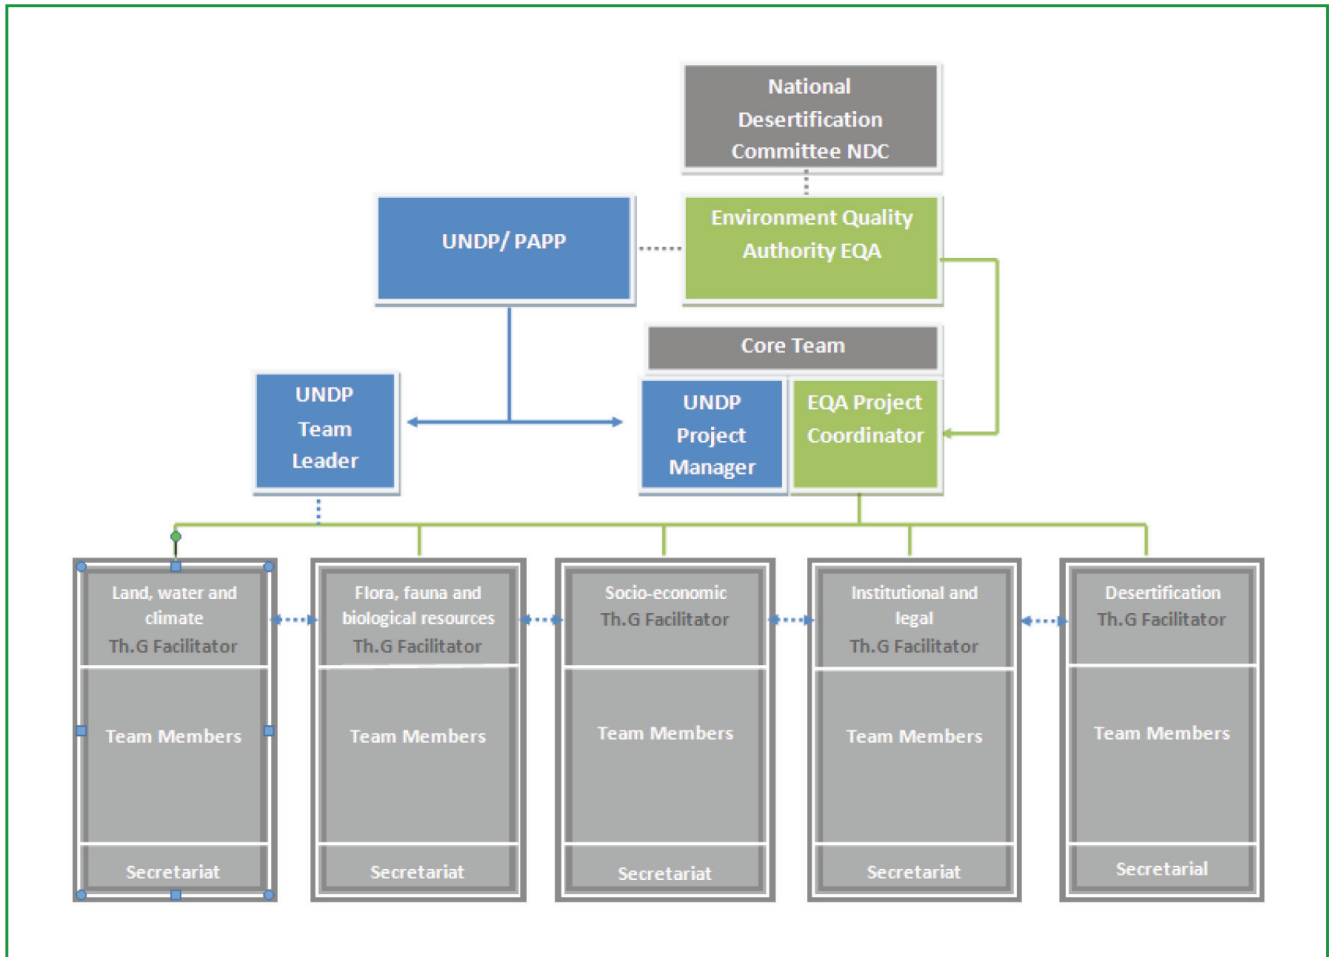 National
Desertification
Committee NDC
UNDP/ PAPP
Environment Quality
Authority EQA
Core Team
UNDP
Team
Leader
UNDP
Project
Manager
EQA Project
Coordinator
Land, water and
climate
Th.G Facilitator
Team Members
Secretariat
Flora, fauna and
biological resources
Th.G Facilitator
Team Members
Secretariat
Socio-economic
Th.G Facilitator
Team Members
Secretariat
Institutional and
legal
Th.G Facilitator
Team Members
Secretariat
Desertification
Th.G Facilitator
Team Members
Secretarial